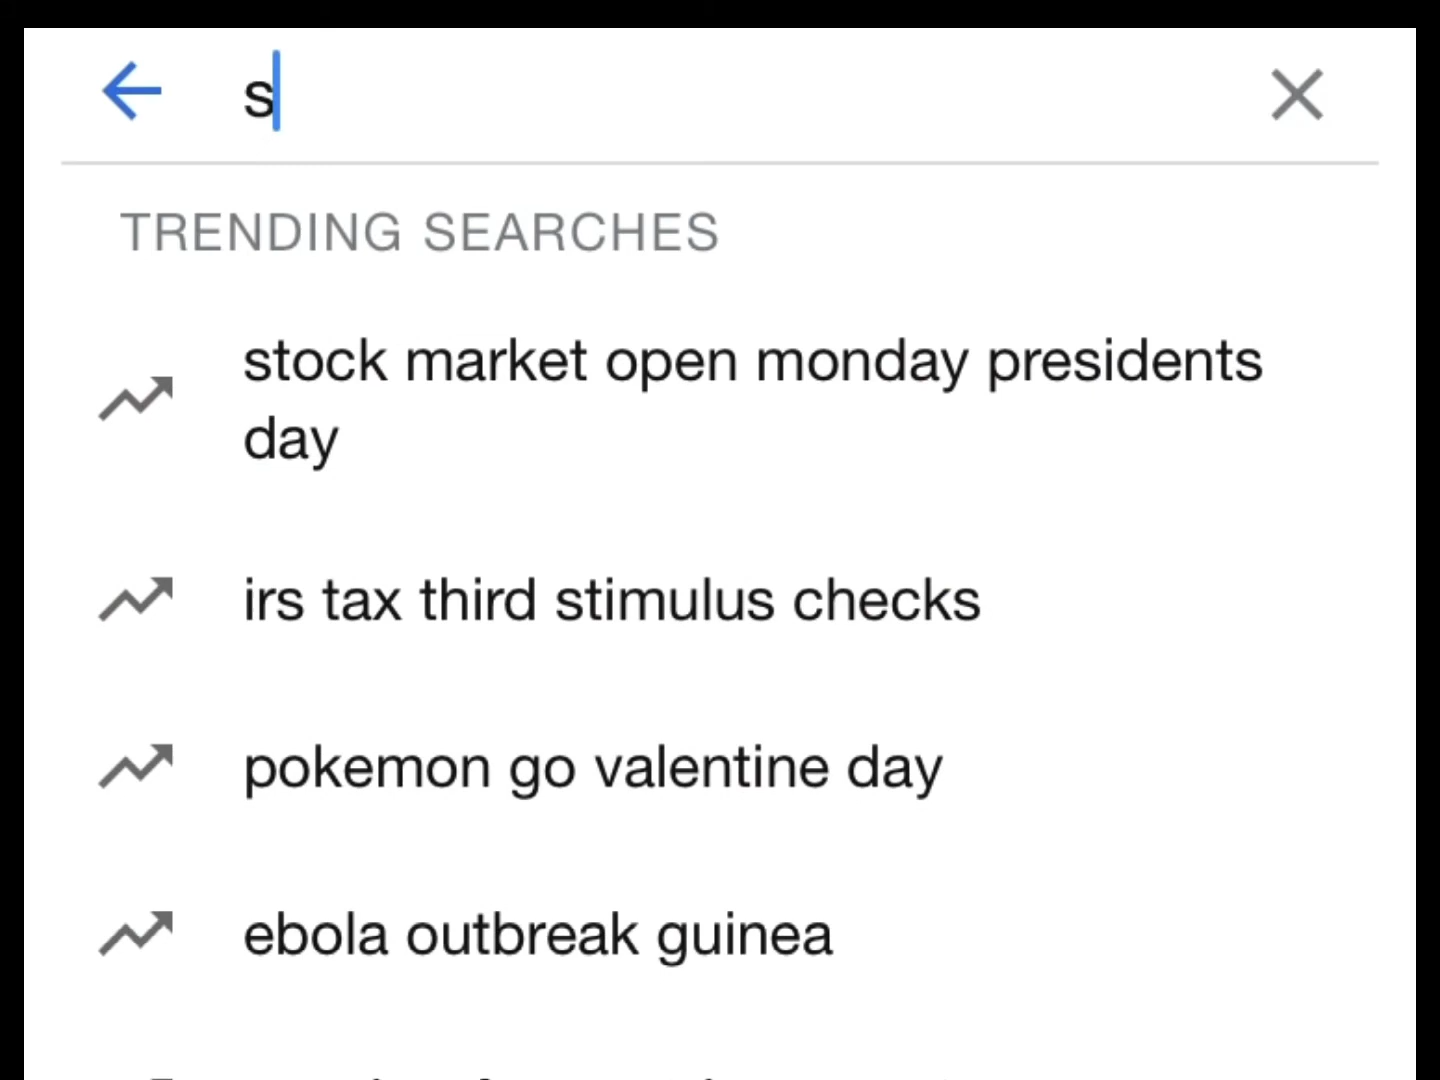 s
TRENDING SEARCHES
stock market open monday presidents
day
irs tax third stimulus checks
pokemon go valentine day
ebola outbreak guinea